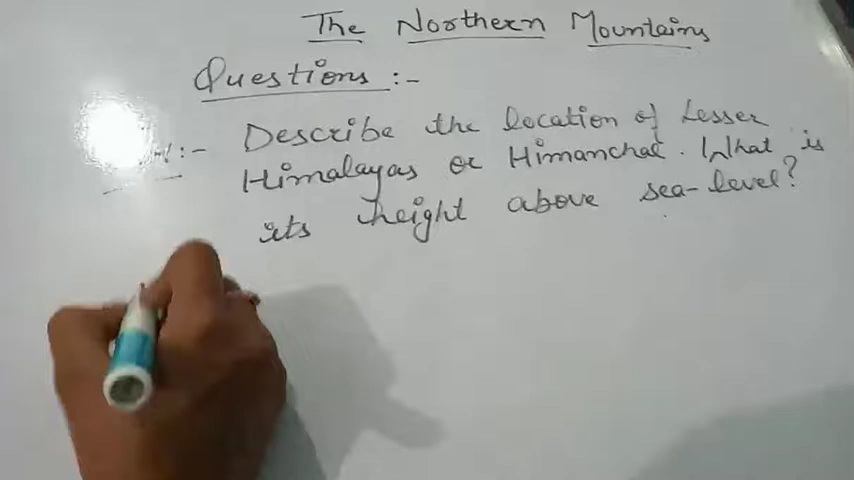 The Northern Mountains
Questions :-
:- Describe the location of Lesser
Himalayas or Himanchal. What is
its height above sea-level?